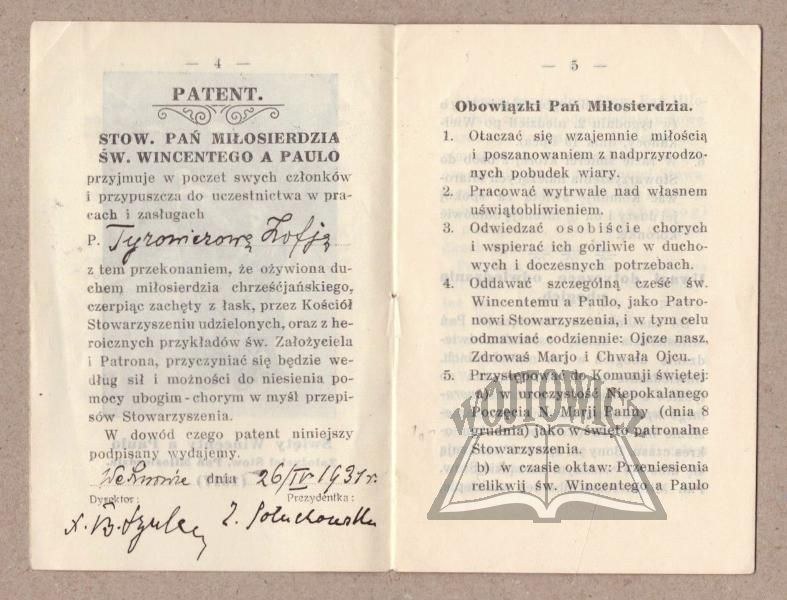 — 4 —
PATENT.
STOW. PAŃ MIŁOSIERDZIA
ŚW. WINCENTEGO A PAULO
przyjmuje w poczet swych członków
i przypuszcza do uczestnictwa w pra-
cach i zasługach
P. Tyrowiczową Zofję
z tem przekonaniem, że ożywiona du-
chem miłosierdzia chrześcjańskiego,
czerpiąc zachęty z łask, przez Kościół
Stowarzyszeniu udzielonych, oraz z he-
roicznych przykładów św. Założyciela
i Patrona, przyczyniać się będzie we-
dług sił i możności do niesienia po-
mocy ubogim - chorym w myśl przepi-
sów Stowarzyszenia.
W dowód czego patent niniejszy
podpisany wydajemy.
We Lwowie dnia 26/IV 1931 r.
Dyrektor : Prezydentka :
— 5 —
Obowiązki Pań Miłosierdzia.
1. Otaczać się wzajemnie miłością
i poszanowaniem z nadprzyrodzo-
nych pobudek wiary.
2. Pracować wytrwale nad własnem
uświątobliwieniem.
3. Odwiedzać osobiście chorych
i wspierać ich gorliwie w ducho-
wych i doczesnych potrzebach.
4. Oddawać szczególną cześć św.
Wincentemu a Paulo, jako Patro-
nowi Stowarzyszenia, i w tym celu
odmawiać codziennie: Ojcze nasz,
Zdrowaś Marjo i Chwała Ojcu.
5. Przystępować do Komunji świętej:
a) w uroczystość Niepokalanego
Poczęcia N. Marji Panny (dnia 8
grudnia) jako w święto patronalne
Stowarzyszenia.
b) w czasie oktaw: Przeniesienia
relikwij św. Wincentego a Paulo
WÓJTOWICZ